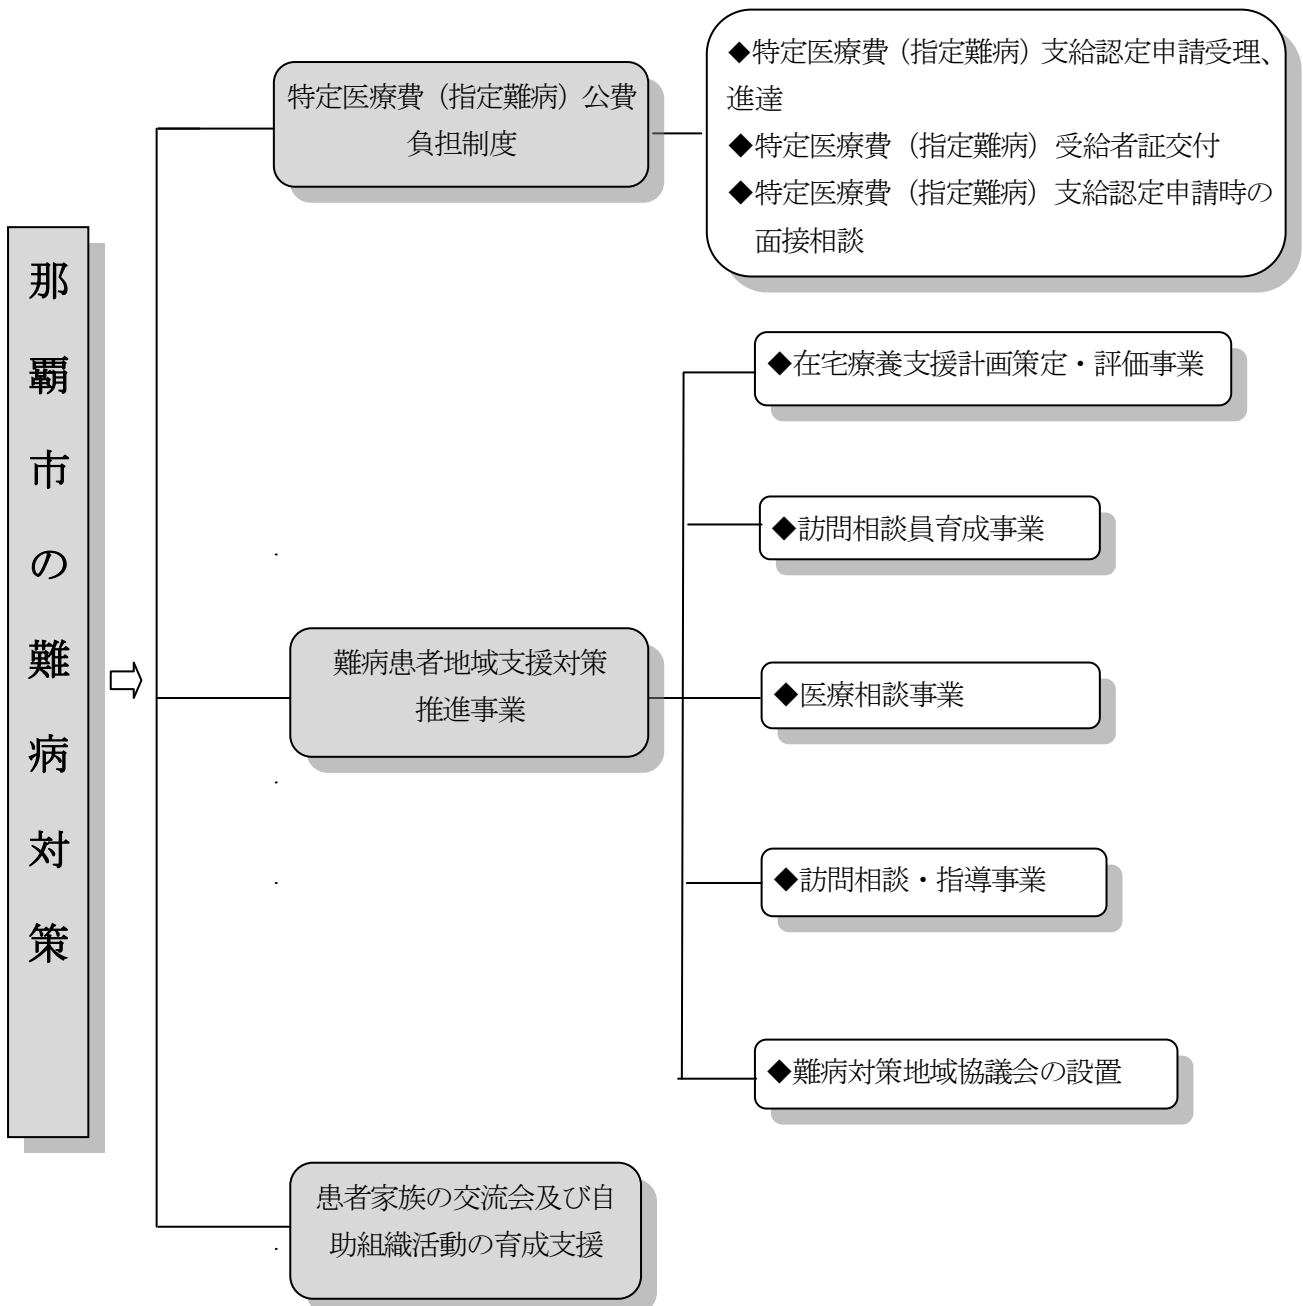 那覇市の難病対策
特定医療費（指定難病）公費
負担制度
◆特定医療費（指定難病）支給認定申請受理、
進達
◆特定医療費（指定難病）受給者証交付
◆特定医療費（指定難病）支給認定申請時の
面接相談
難病患者地域支援対策
推進事業
◆在宅療養支援計画策定・評価事業
◆訪問相談員育成事業
◆医療相談事業
◆訪問相談・指導事業
◆難病対策地域協議会の設置
患者家族の交流会及び自
助組織活動の育成支援